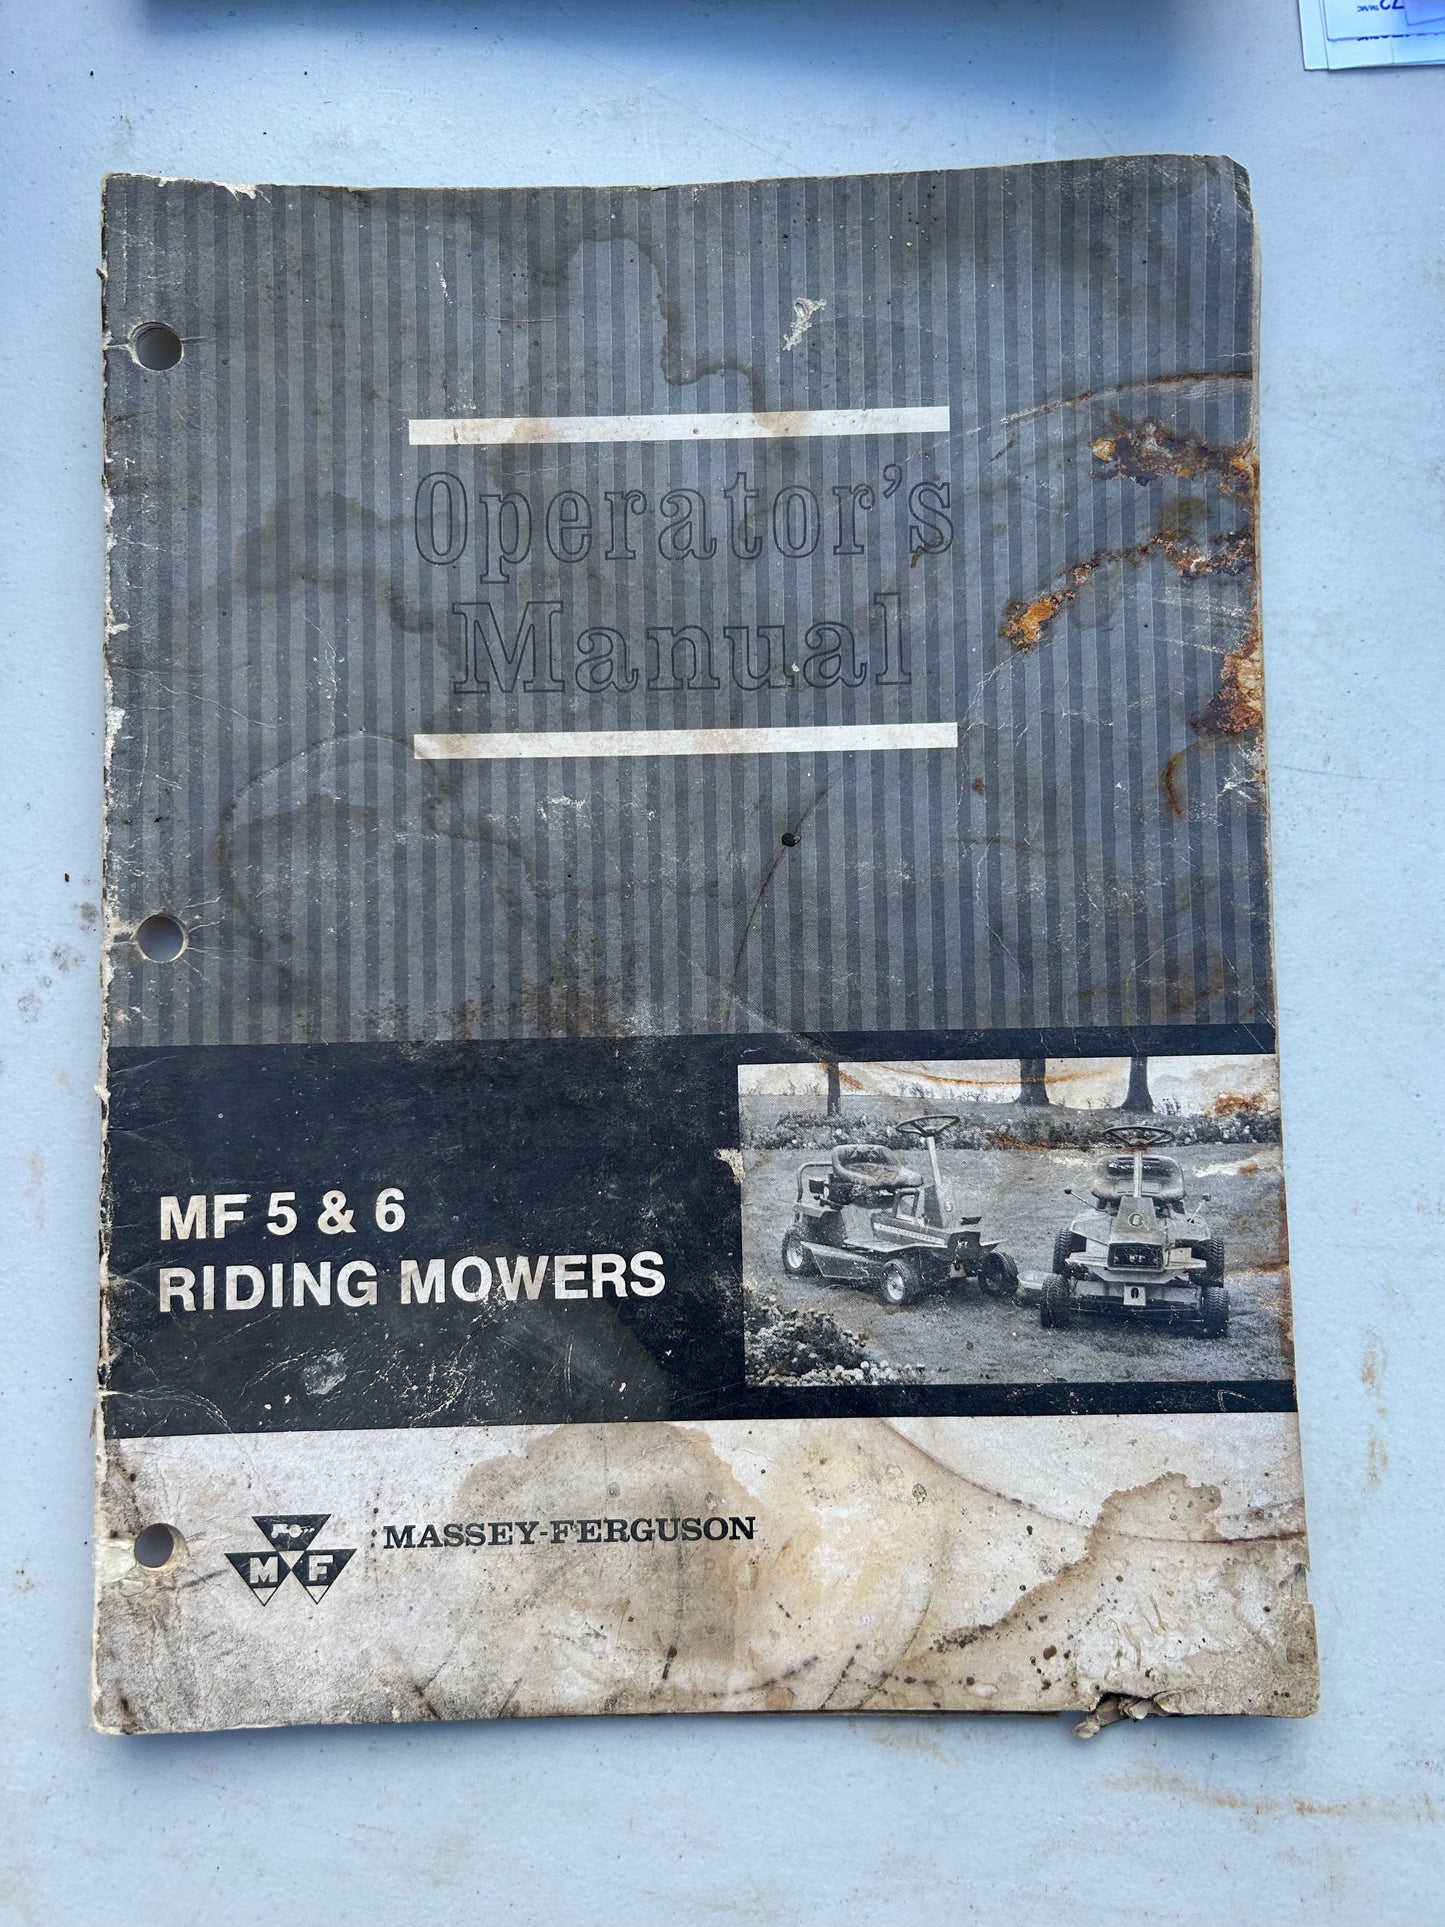 Operator's
Manual
MF 5 & 6
RIDING MOWERS
MF
MASSEY-FERGUSON